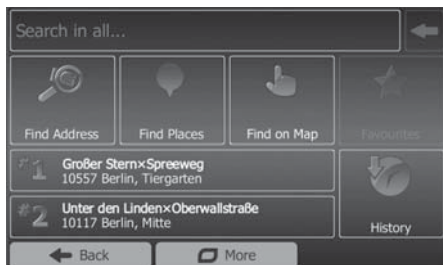 Search in all...
Find Address
Find Places
Find on Map
Favourites
#1 Großer Stern×Spreeweg
10557 Berlin, Tiergarten
#2 Unter den Linden×Oberwallstraße
10117 Berlin, Mitte
History
Back
More